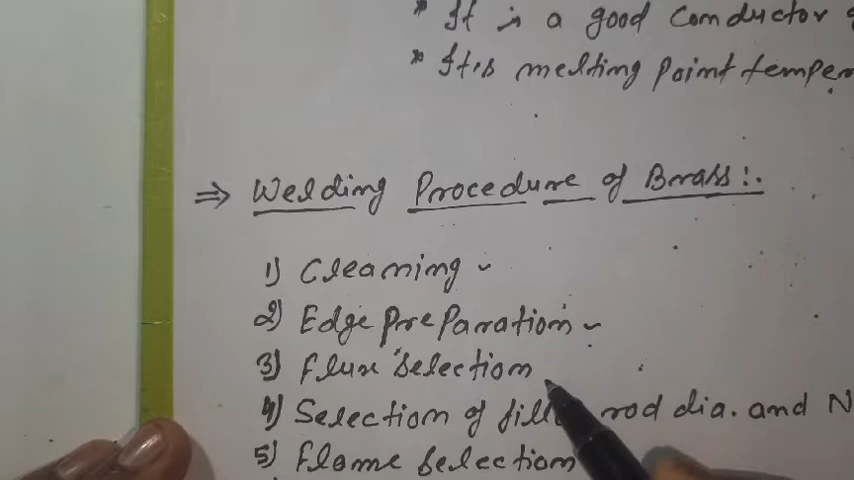 * It is a good Conductor
* It is melting Point temper
⇒ Welding Procedure of Brass:-
1) Cleaning ✓
2) Edge Preparation ✓
3) Flux Selection
4) Selection of rod dia. and N
5) Flame Selection